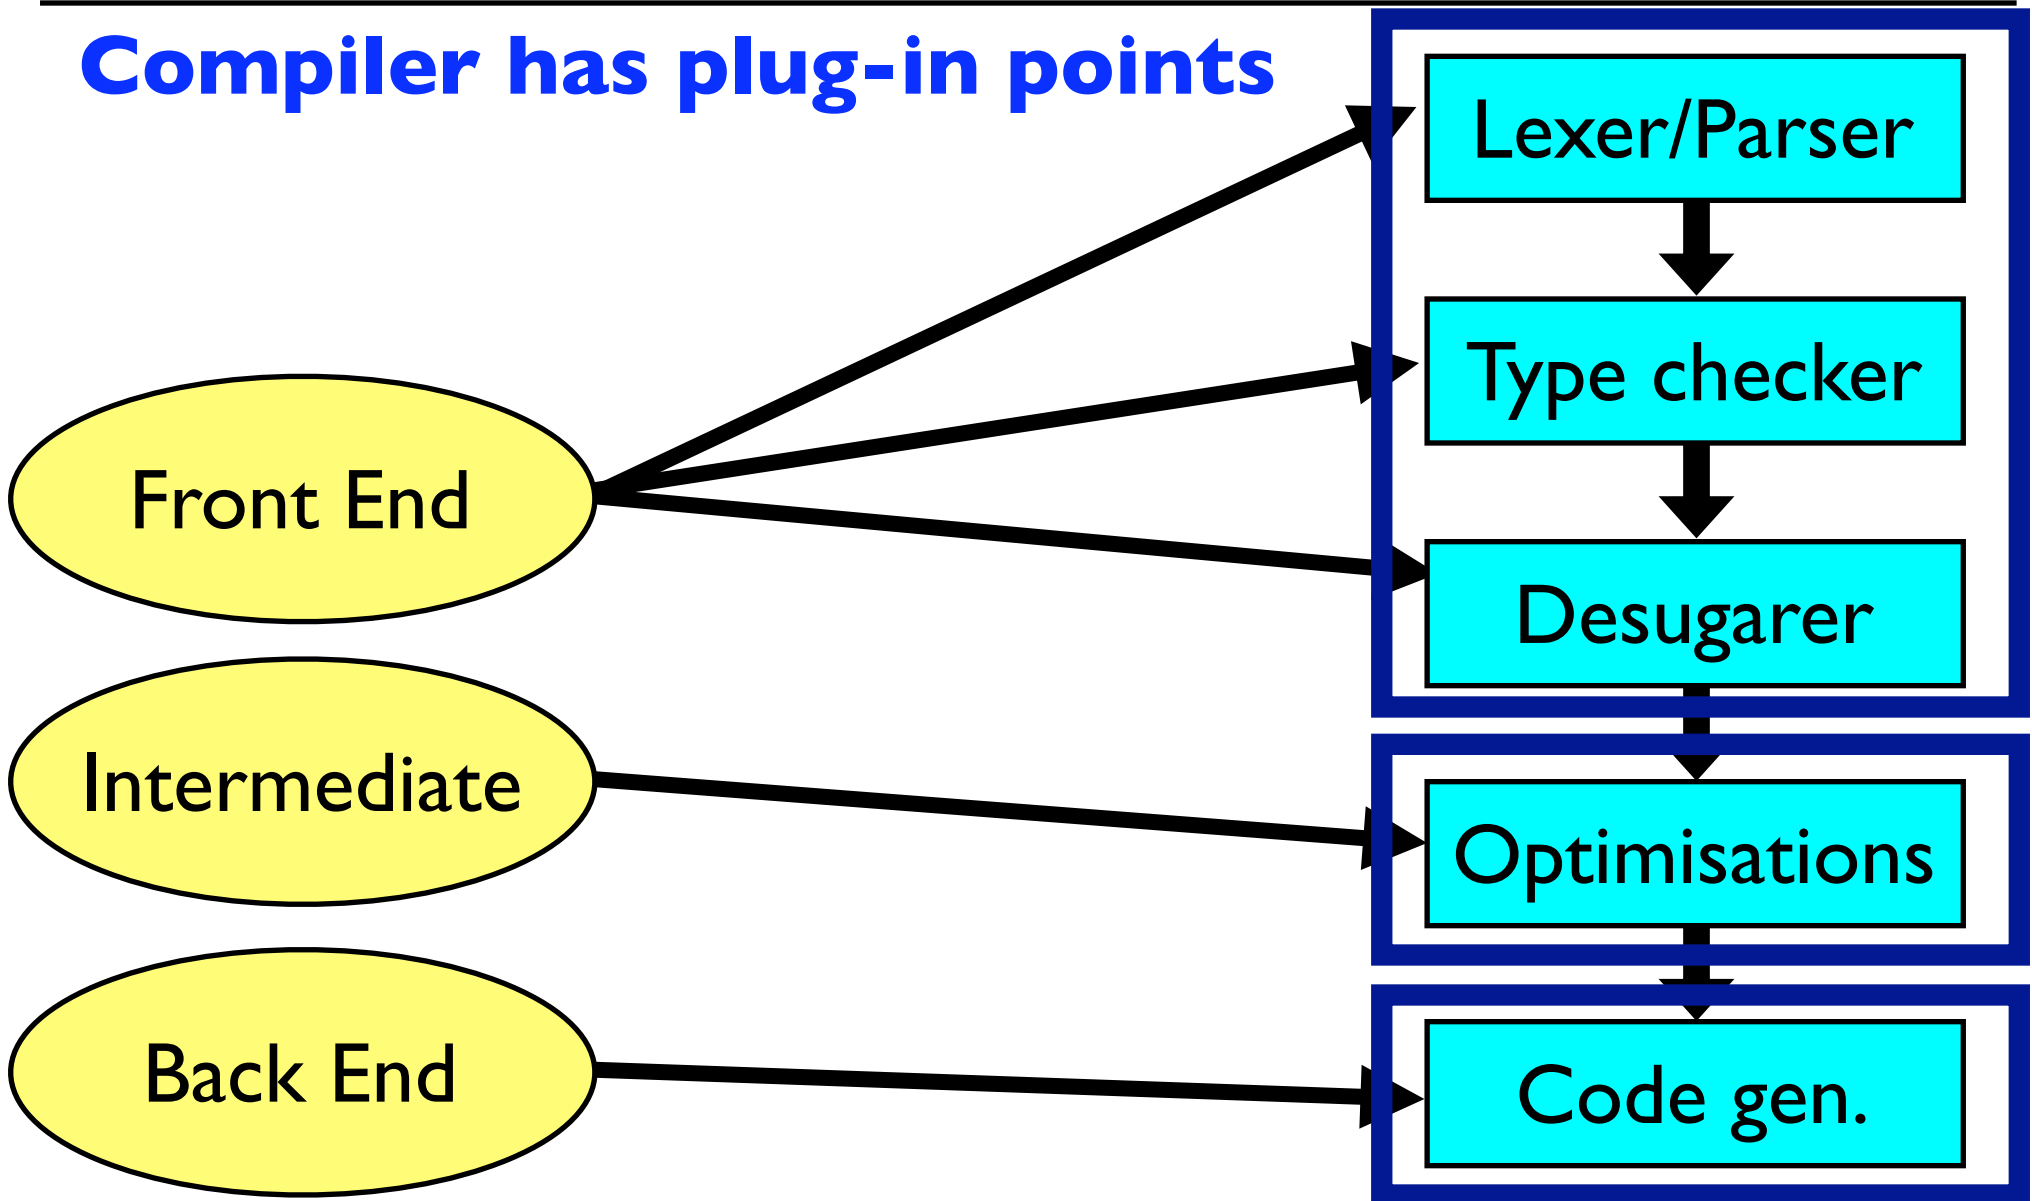 Compiler has plug-in points
Lexer/Parser
Type checker
Front End
Desugarer
Intermediate
Optimisations
Back End
Code gen.